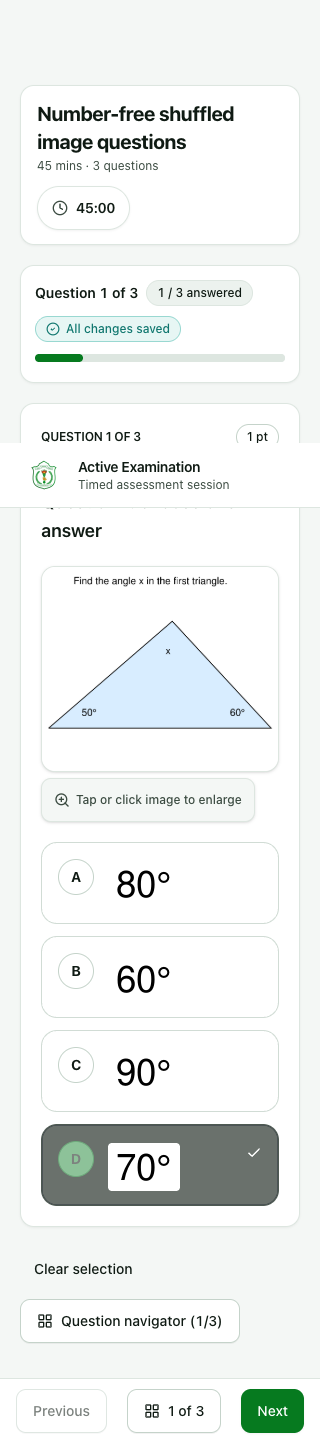 Number-free shuffled
image questions
45 mins · 3 questions
45:00
Question 1 of 3
1 / 3 answered
All changes saved
QUESTION 1 OF 3
1 pt
Active Examination
Timed assessment session
answer
Find the angle x in the first triangle.
x
50°
60°
Tap or click image to enlarge
A
80°
B
60°
C
90°
D
70°
Clear selection
Question navigator (1/3)
Previous
1 of 3
Next